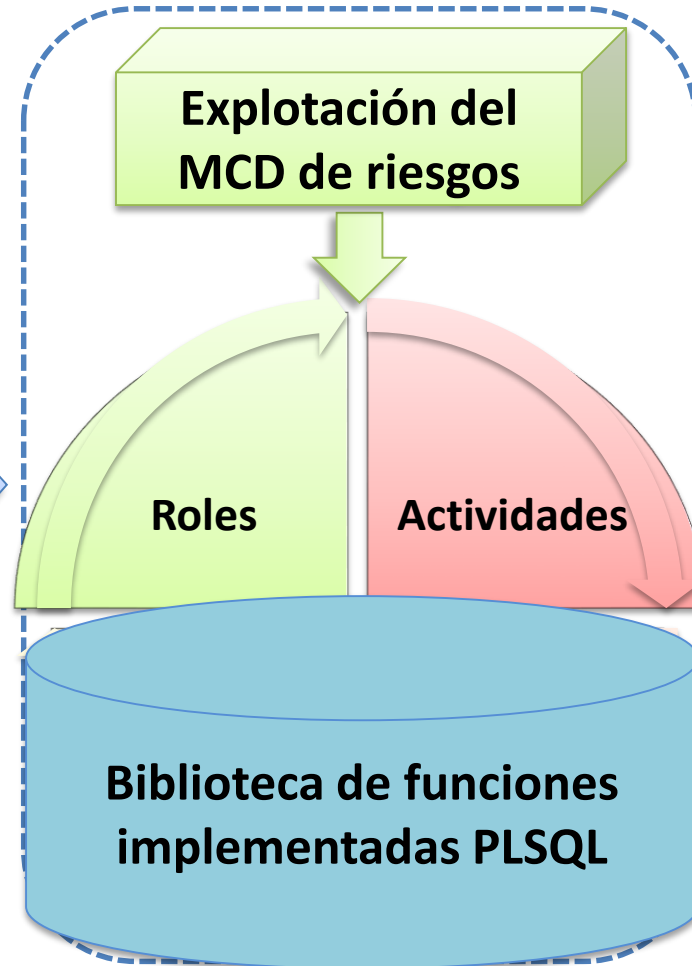 Explotación del
MCD de riesgos
Roles
Actividades
Biblioteca de funciones
implementadas PLSQL